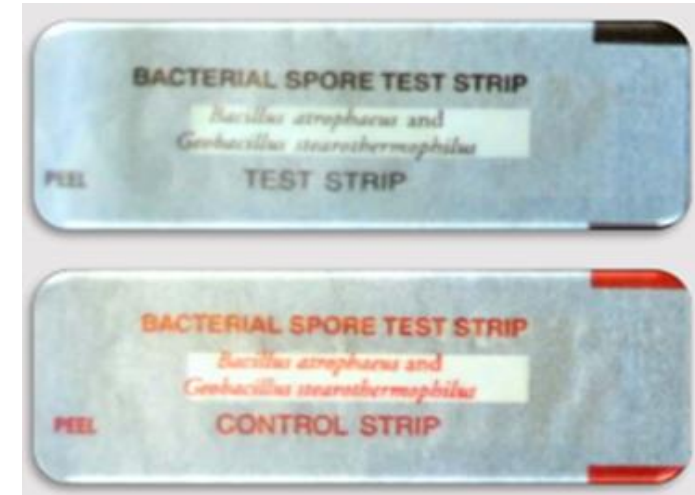 BACTERIAL SPORE TEST STRIP
Bacillus atrophaeus and
Geobacillus stearothermophilus
PEEL TEST STRIP
BACTERIAL SPORE TEST STRIP
Bacillus atrophaeus and
Geobacillus stearothermophilus
PEEL CONTROL STRIP